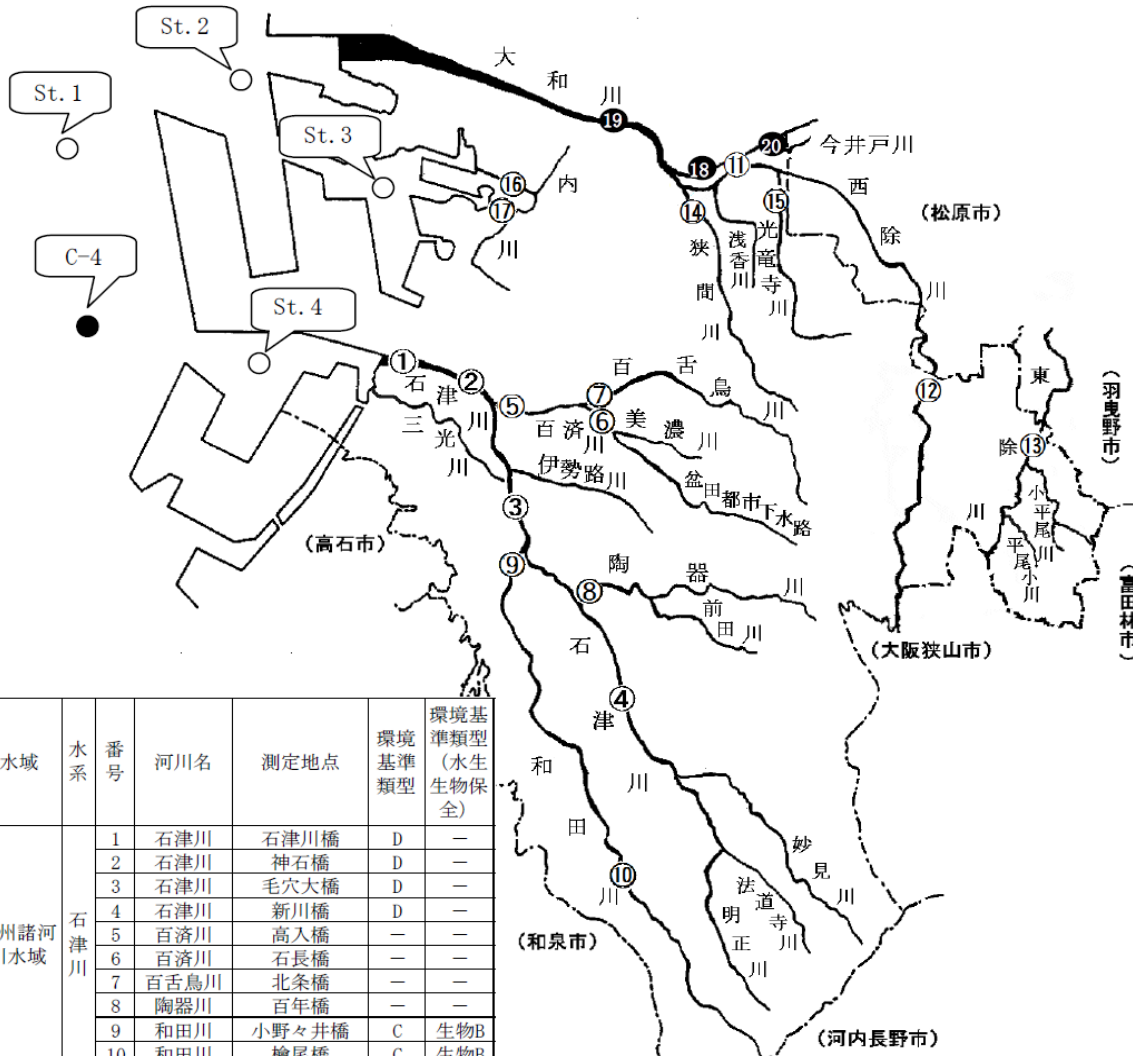 St.2
St.1
St.3
C-4
St.4
大和川
⑲
⑱
⑪
⑳
今井戸川
西除川
(松原市)
⑯
⑰
内川
⑭
狭間川
浅香川
⑮
光竜寺川
①
②
石津川
三光川
⑤
⑦
百舌鳥川
⑥
百済川
美濃川
伊勢路川
盆田都市下水路
⑫
東除川
⑬
(羽曳野市)
小平尾川
平尾小川
(富田林市)
③
(高石市)
⑨
⑧
陶器川
前田川
(大阪狭山市)
④
石津川
和田川
⑩
妙見川
法道寺川
明正川
(和泉市)
(河内長野市)
水域 水系 番号 河川名 測定地点 環境基準類型 環境基準類型(水生生物保全)
州諸河川水域 石津川
1 石津川 石津川橋 D －
2 石津川 神石橋 D －
3 石津川 毛穴大橋 D －
4 石津川 新川橋 D －
5 百済川 高入橋 － －
6 百済川 石長橋 － －
7 百舌鳥川 北条橋 － －
8 陶器川 百年橋 － －
9 和田川 小野々井橋 C 生物B
10 和田川 檜尾橋 C 生物B